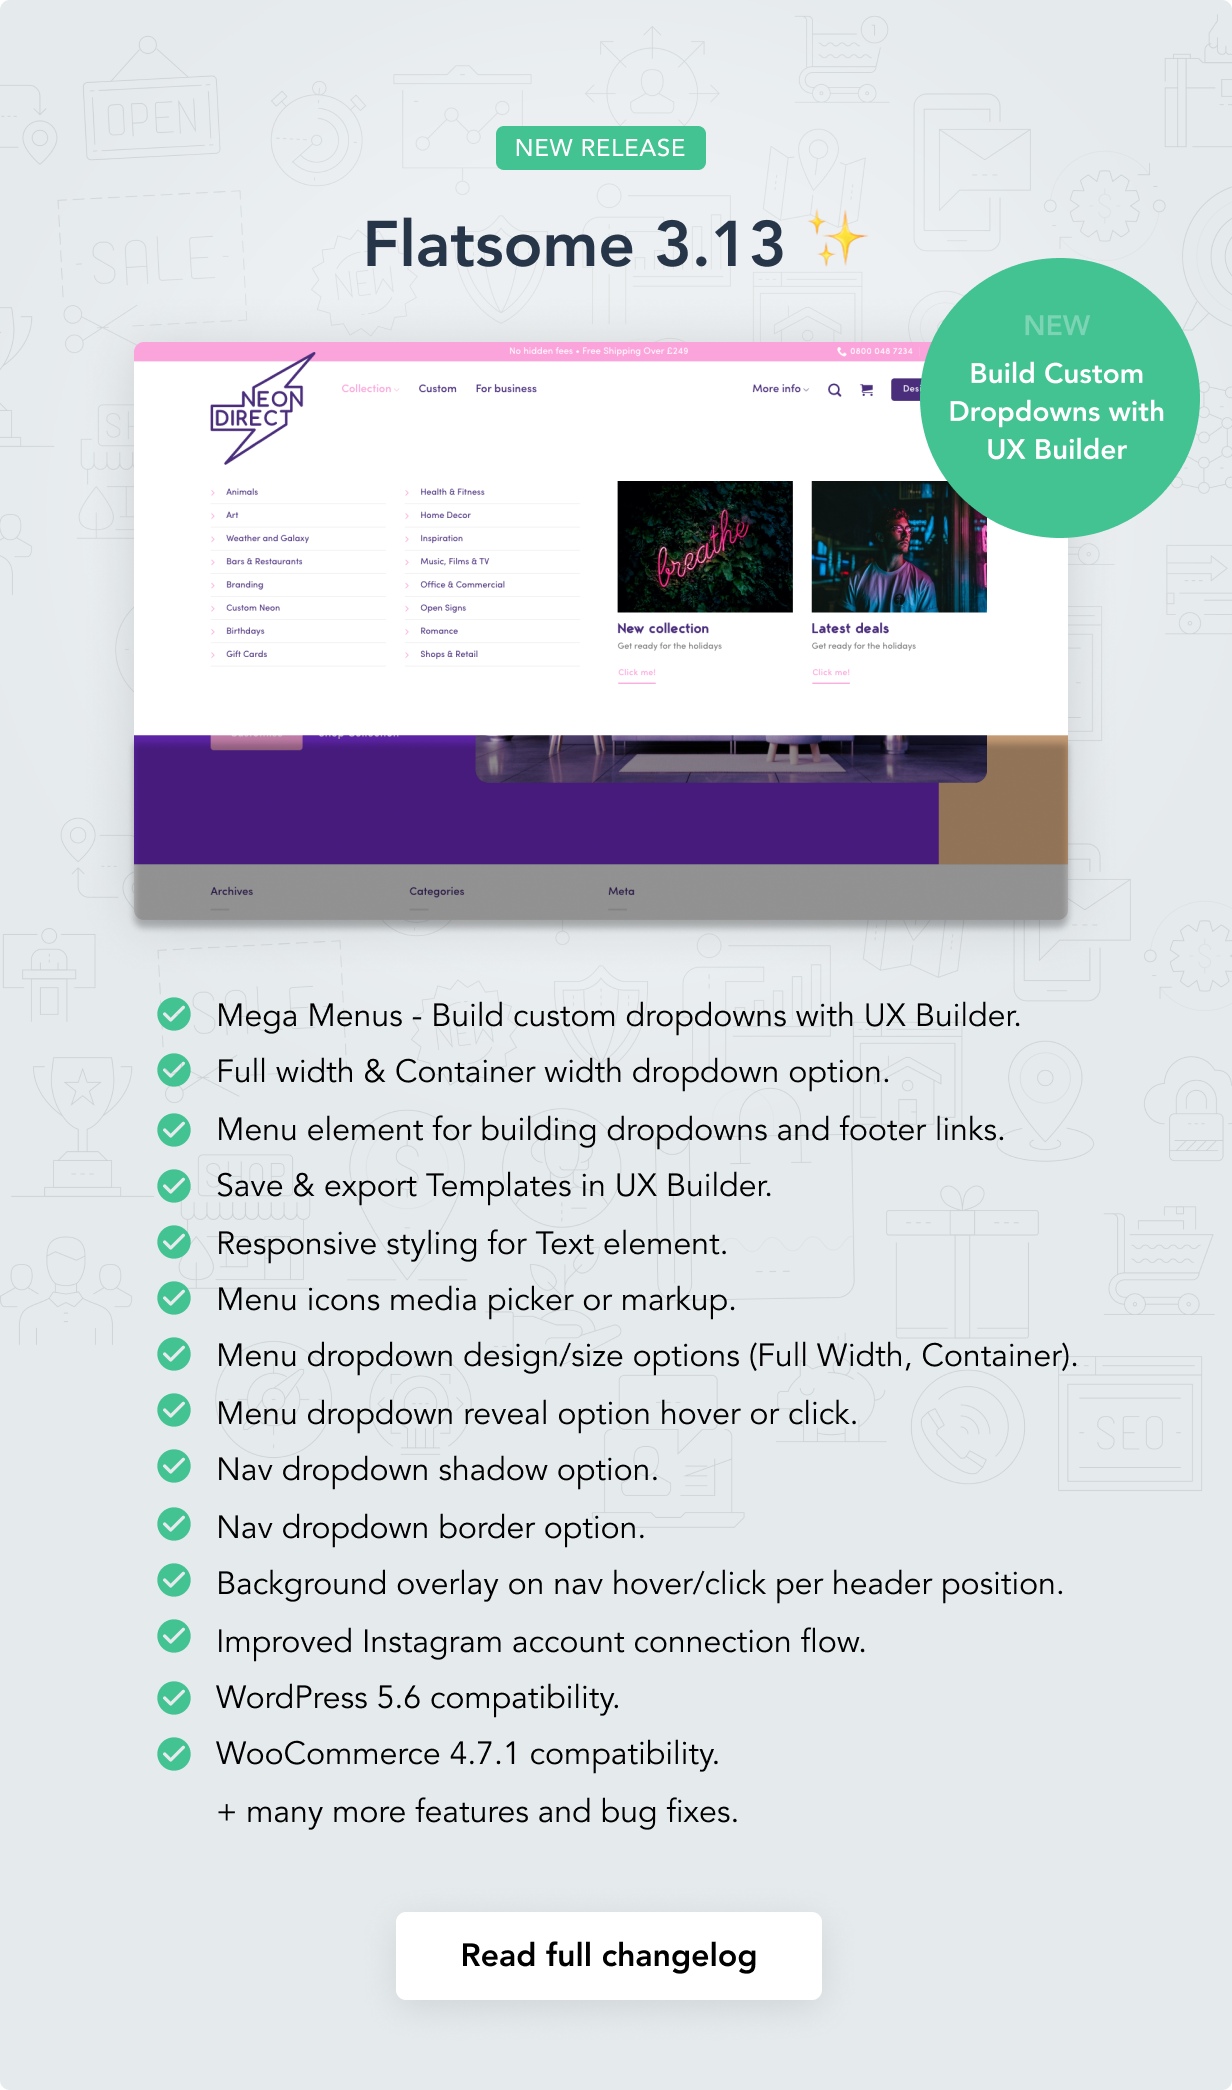 OPEN
SALE
NEW
NEW RELEASE
Flatsome 3.13
NEW
Build Custom
Dropdowns with
UX Builder
No hidden fees • Free Shipping Over £249
0800 048 7234
NEON
DIRECT
Collection
Custom
For business
More info
Animals
Art
Weather and Galaxy
Bars & Restaurants
Branding
Custom Neon
Birthdays
Gift Cards
Health & Fitness
Home Decor
Inspiration
Music, Films & TV
Office & Commercial
Open Signs
Romance
Shops & Retail
breathe
New collection
Get ready for the holidays
Click me!
Latest deals
Get ready for the holidays
Click me!
Archives
Categories
Meta
SALE
NEW
Mega Menus - Build custom dropdowns with UX Builder.
Full width & Container width dropdown option.
Menu element for building dropdowns and footer links.
SHOP
Save & export Templates in UX Builder.
Responsive styling for Text element.
Menu icons media picker or markup.
Menu dropdown design/size options (Full Width, Container).
Menu dropdown reveal option hover or click.
SEO
Nav dropdown shadow option.
Nav dropdown border option.
Background overlay on nav hover/click per header position.
Improved Instagram account connection flow.
WordPress 5.6 compatibility.
WooCommerce 4.7.1 compatibility.
+ many more features and bug fixes.
Read full changelog